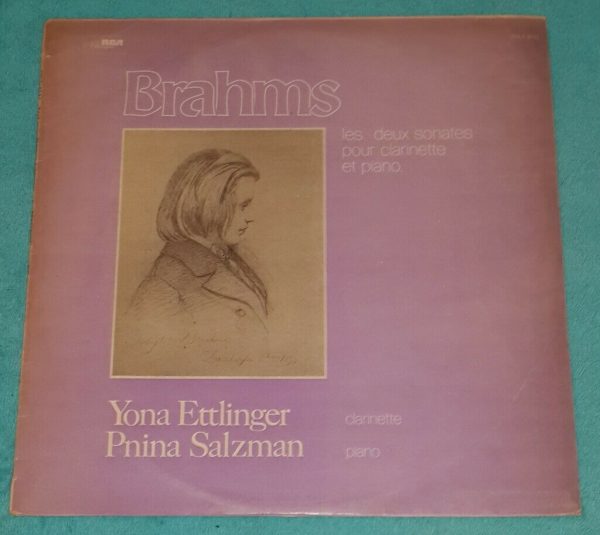 RCA
Brahms
les deux sonates
pour clarinette
et piano.
Yona Ettlinger
clarinette
Pnina Salzman
piano